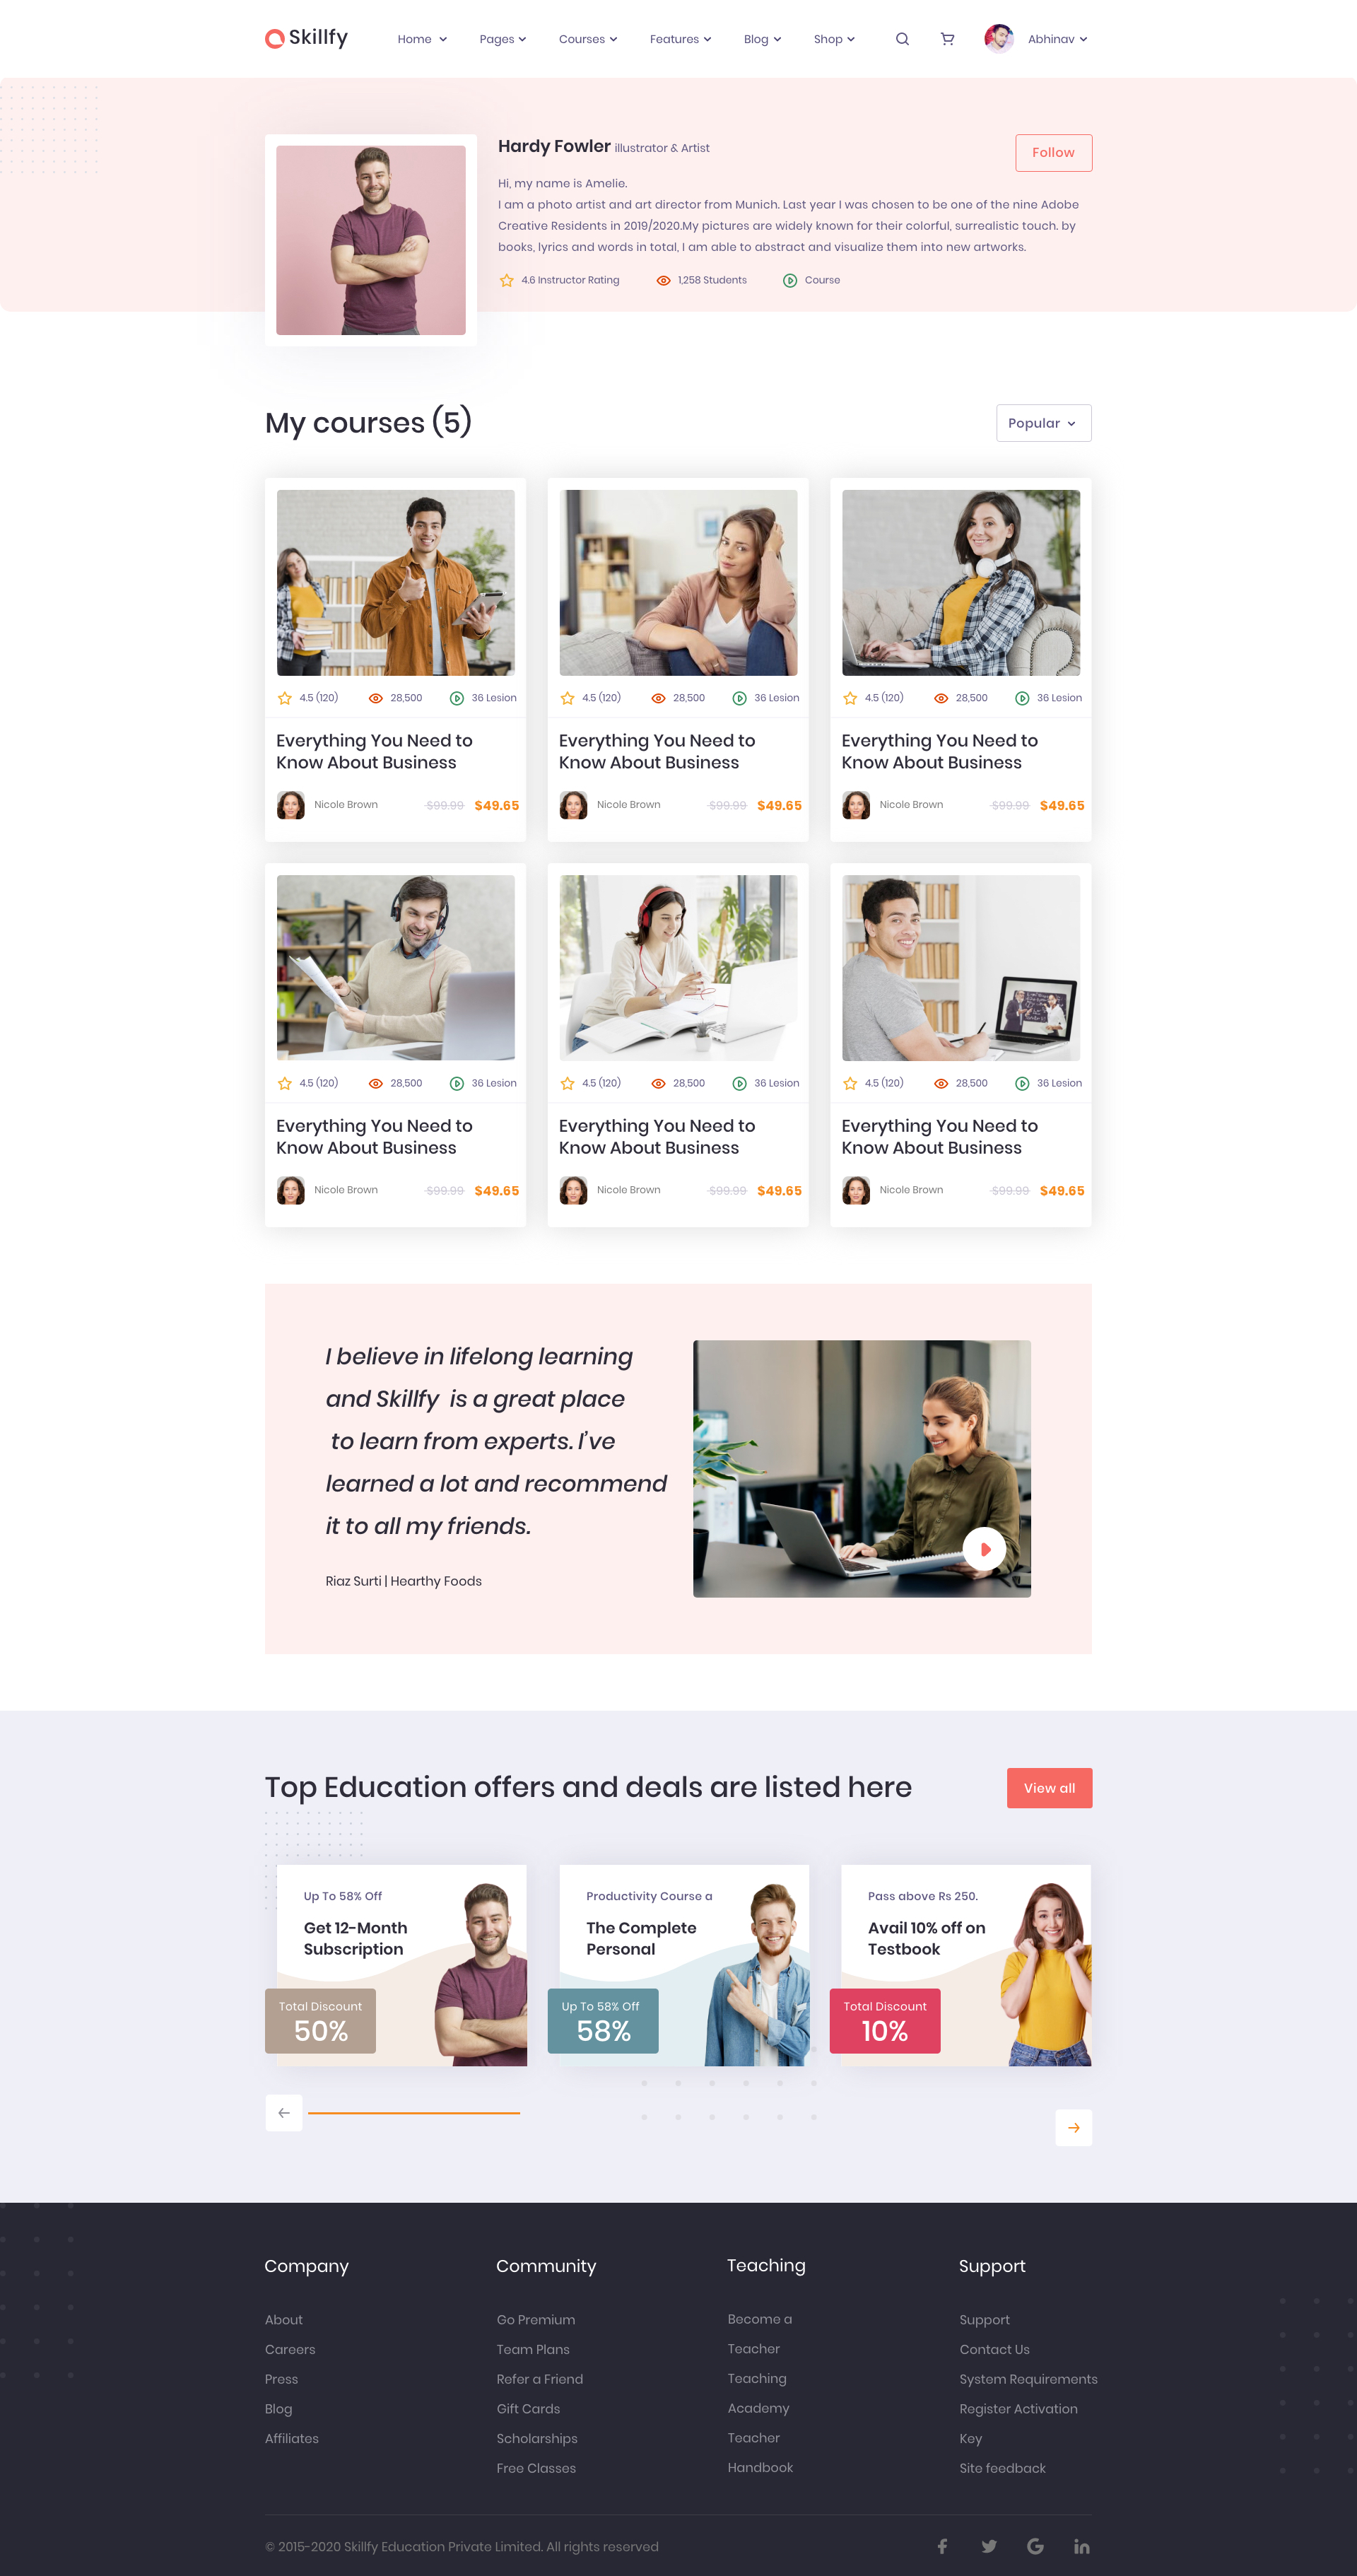 Skillfy
Home Pages Courses Features Blog Shop Abhinav
Hardy Fowler illustrator & Artist
Follow
Hi, my name is Amelie.
I am a photo artist and art director from Munich. Last year I was chosen to be one of the nine Adobe
Creative Residents in 2019/2020.My pictures are widely known for their colorful, surrealistic touch. by
books, lyrics and words in total, I am able to abstract and visualize them into new artworks.
4.6 Instructor Rating 1,258 Students Course
My courses (5)
Popular
4.5 (120) 28,500 36 Lesion
Everything You Need to
Know About Business
Nicole Brown $99.99 $49.65
4.5 (120) 28,500 36 Lesion
Everything You Need to
Know About Business
Nicole Brown $99.99 $49.65
4.5 (120) 28,500 36 Lesion
Everything You Need to
Know About Business
Nicole Brown $99.99 $49.65
4.5 (120) 28,500 36 Lesion
Everything You Need to
Know About Business
Nicole Brown $99.99 $49.65
4.5 (120) 28,500 36 Lesion
Everything You Need to
Know About Business
Nicole Brown $99.99 $49.65
4.5 (120) 28,500 36 Lesion
Everything You Need to
Know About Business
Nicole Brown $99.99 $49.65
I believe in lifelong learning
and Skillfy is a great place
to learn from experts. I've
learned a lot and recommend
it to all my friends.
Riaz Surti | Hearthy Foods
Top Education offers and deals are listed here
View all
Up To 58% Off
Get 12-Month
Subscription
Total Discount
50%
Productivity Course a
The Complete
Personal
Up To 58% Off
58%
Pass above Rs 250.
Avail 10% off on
Testbook
Total Discount
10%
Company
About
Careers
Press
Blog
Affiliates
Community
Go Premium
Team Plans
Refer a Friend
Gift Cards
Scholarships
Free Classes
Teaching
Become a
Teacher
Teaching
Academy
Teacher
Handbook
Support
Support
Contact Us
System Requirements
Register Activation
Key
Site feedback
© 2015-2020 Skillfy Education Private Limited. All rights reserved